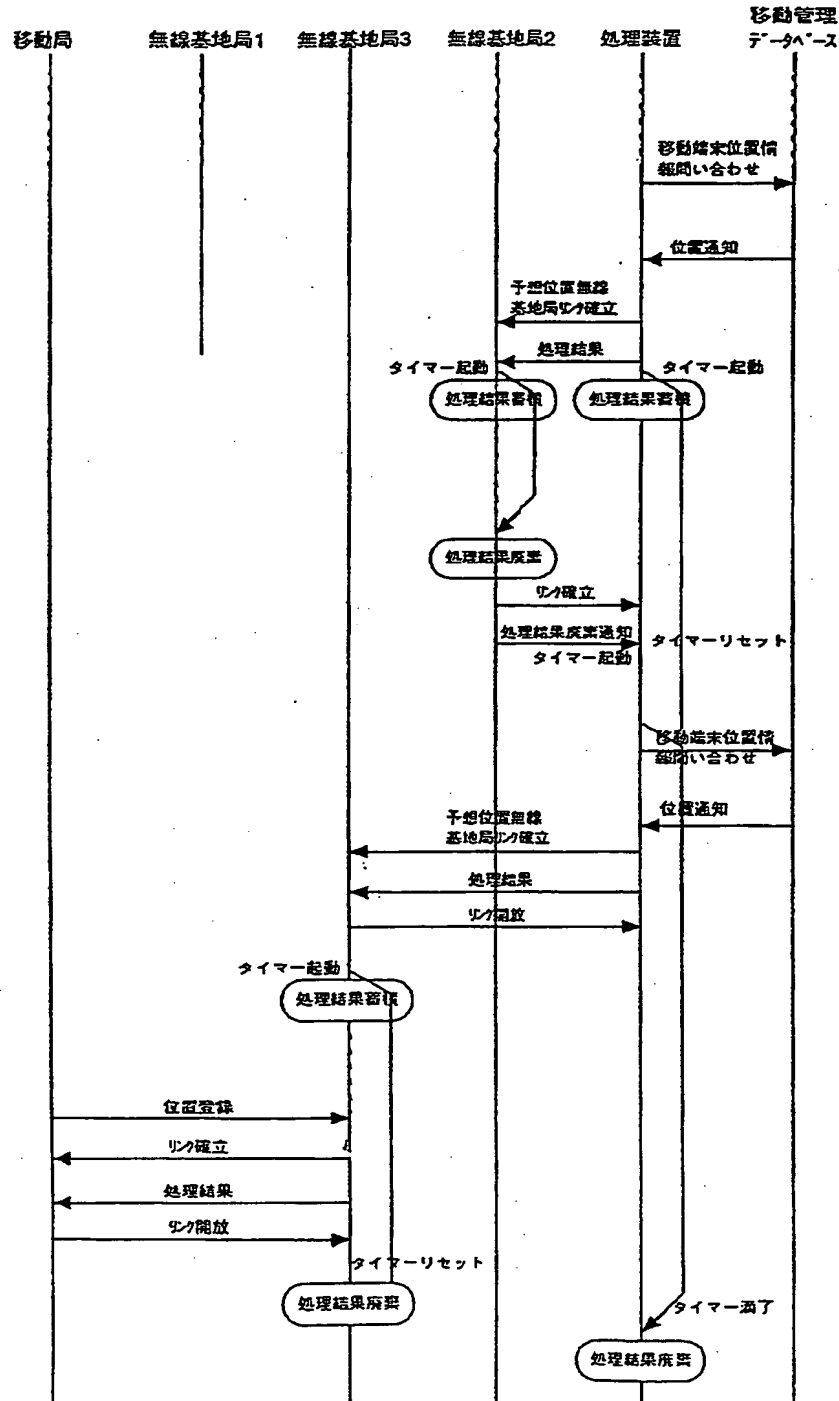 移動局
無線基地局1
無線基地局3
無線基地局2
処理装置
移動管理
データベース
移動端末位置情
報問い合わせ
位置通知
予想位置無線
基地局リンク確立
処理結果
タイマー起動
タイマー起動
処理結果蓄積
処理結果蓄積
処理結果廃棄
リンク確立
処理結果廃棄通知
タイマーリセット
タイマー起動
移動端末位置情
報問い合わせ
位置通知
予想位置無線
基地局リンク確立
処理結果
リンク開放
タイマー起動
処理結果蓄積
位置登録
リンク確立
処理結果
リンク開放
タイマーリセット
処理結果廃棄
タイマー満了
処理結果廃棄